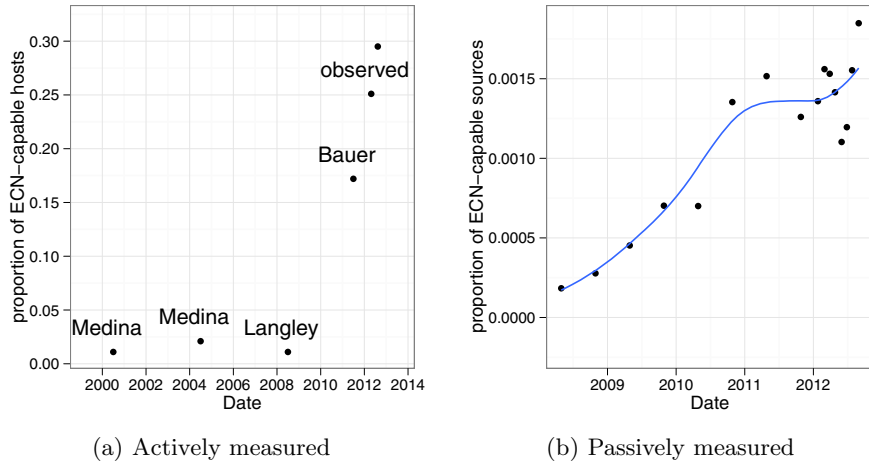 proportion of ECN−capable hosts
0.30
0.25
0.20
0.15
0.10
0.05
0.00
observed
Bauer
Medina
Medina
Langley
2000 2002 2004 2006 2008 2010 2012 2014
Date
(a) Actively measured
proportion of ECN−capable sources
0.0015
0.0010
0.0005
0.0000
2009 2010 2011 2012
Date
(b) Passively measured